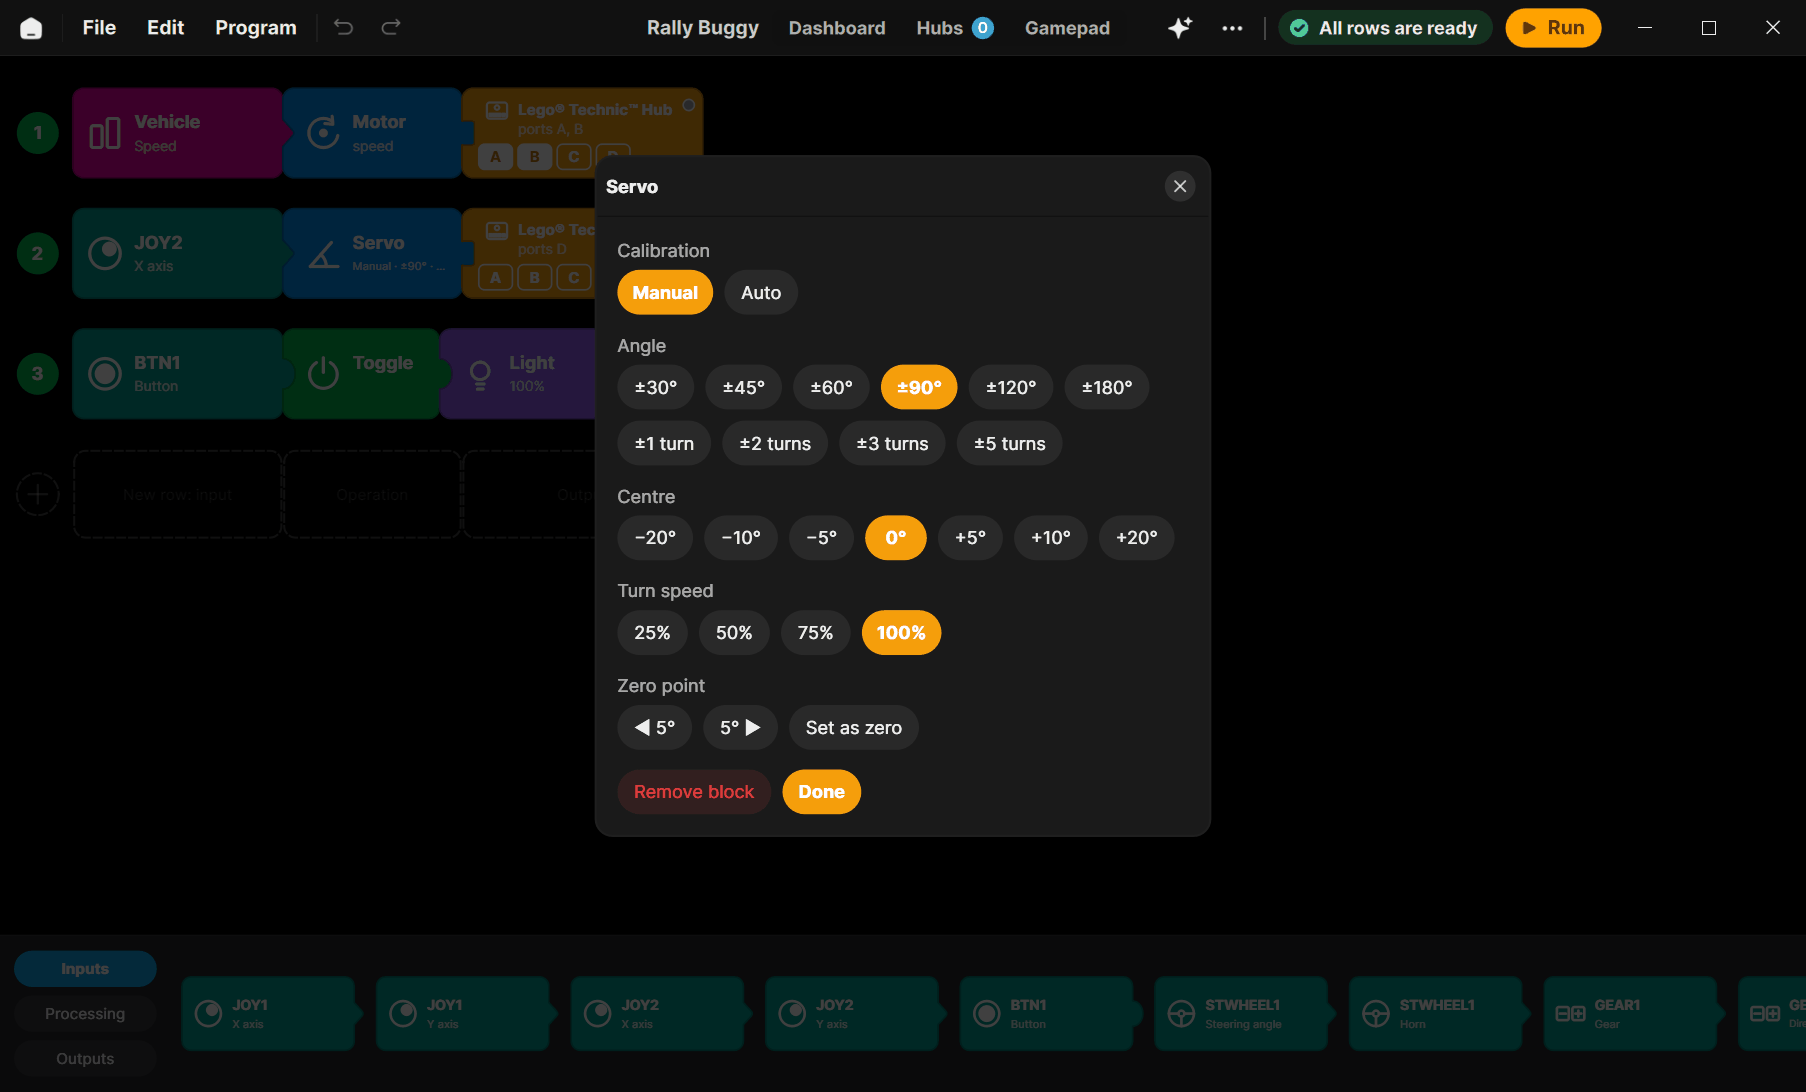 File Edit Program Rally Buggy Dashboard Hubs 0 Gamepad All rows are ready Run
1 Vehicle Speed Motor speed Lego® Technic™ Hub ports A, B A B C D
2 JOY2 X axis Servo Manual · ±90° · ... Lego® Tec ports D A B C
3 BTN1 Button Toggle Light 100%
New row: input Operation Outp
Servo
Calibration
Manual Auto
Angle
±30° ±45° ±60° ±90° ±120° ±180°
±1 turn ±2 turns ±3 turns ±5 turns
Centre
−20° −10° −5° 0° +5° +10° +20°
Turn speed
25% 50% 75% 100%
Zero point
◀ 5° 5° ▶ Set as zero
Remove block Done
Inputs
Processing
Outputs
JOY1 JOY1 JOY2 JOY2 BTN1 STWHEEL1 STWHEEL1 GEAR1 GE
X axis Y axis X axis Y axis Button Steering angle Horn Gear Dire